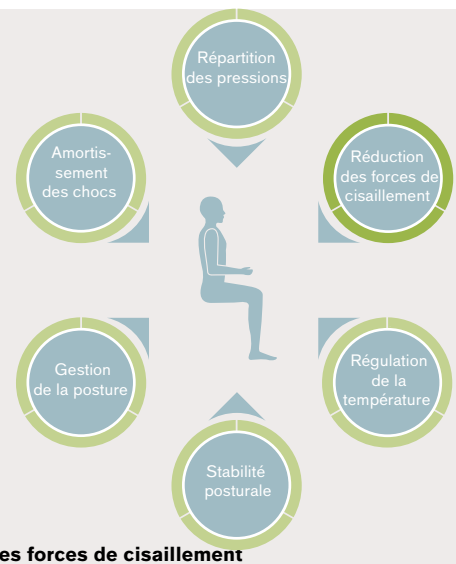 Répartition
des pressions
Amortis-
sement
des chocs
Réduction
des forces de
cisaillement
Gestion
de la posture
Régulation
de la
température
Stabilité
posturale
es forces de cisaillement